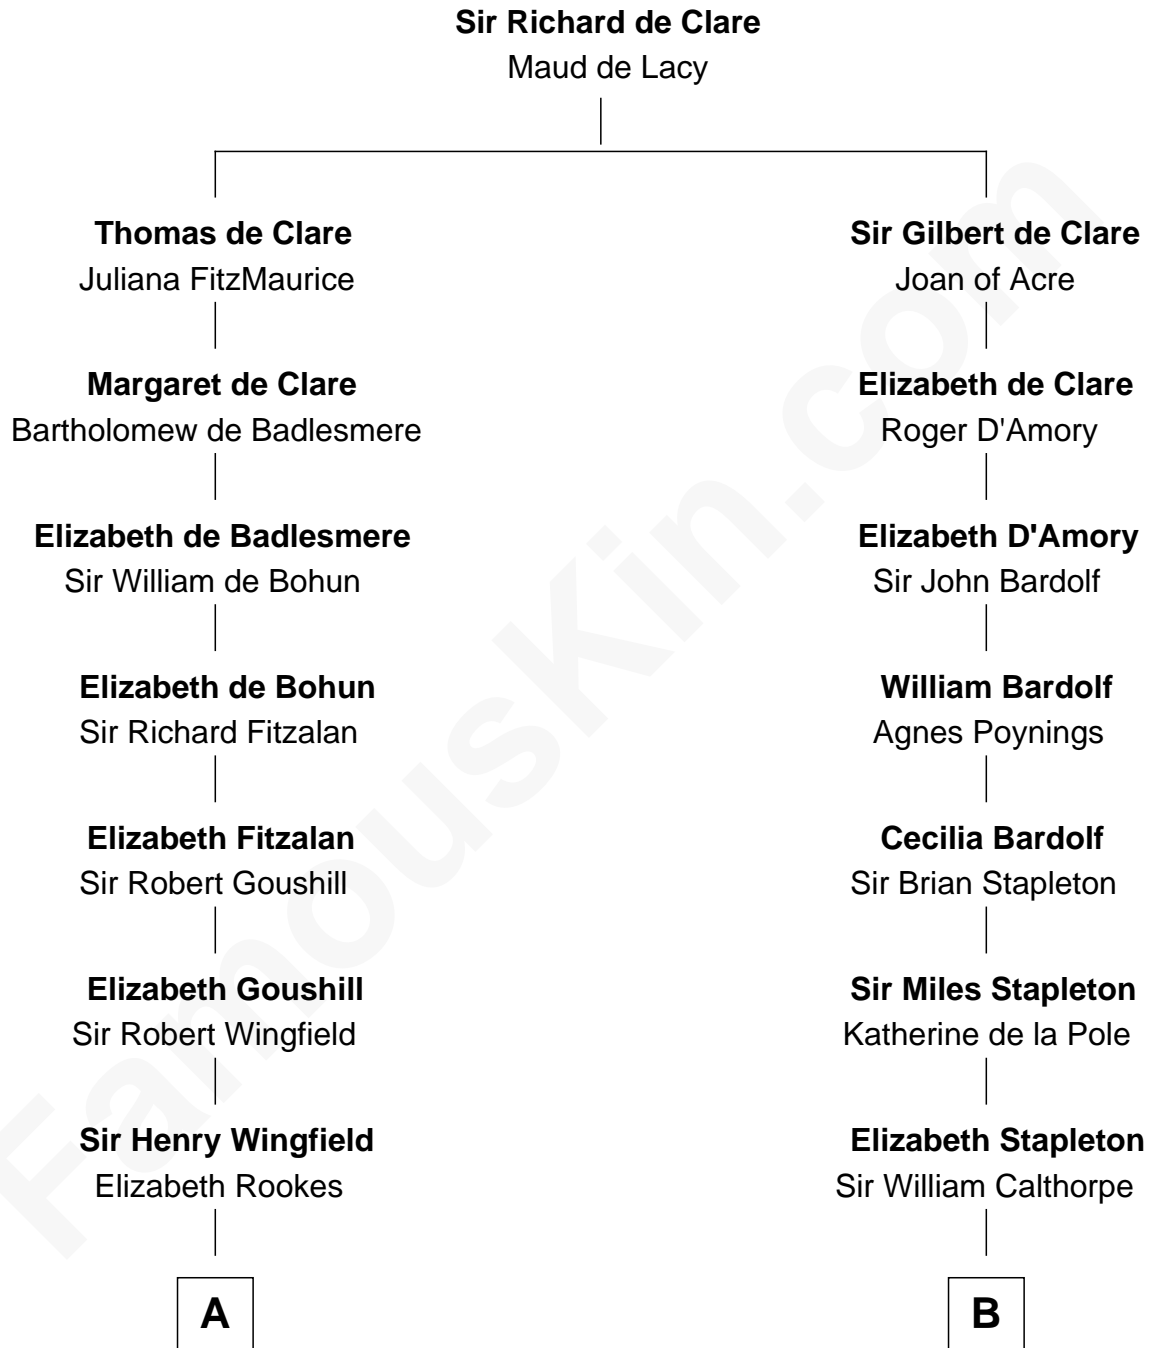 Sir Richard de Clare
Maud de Lacy
Thomas de Clare
Juliana FitzMaurice
Sir Gilbert de Clare
Joan of Acre
Margaret de Clare
Bartholomew de Badlesmere
Elizabeth de Clare
Roger D'Amory
Elizabeth de Badlesmere
Sir William de Bohun
Elizabeth D'Amory
Sir John Bardolf
Elizabeth de Bohun
Sir Richard Fitzalan
William Bardolf
Agnes Poynings
Elizabeth Fitzalan
Sir Robert Goushill
Cecilia Bardolf
Sir Brian Stapleton
Elizabeth Goushill
Sir Robert Wingfield
Sir Miles Stapleton
Katherine de la Pole
Sir Henry Wingfield
Elizabeth Rookes
Elizabeth Stapleton
Sir William Calthorpe
A
B
FamousKin.com